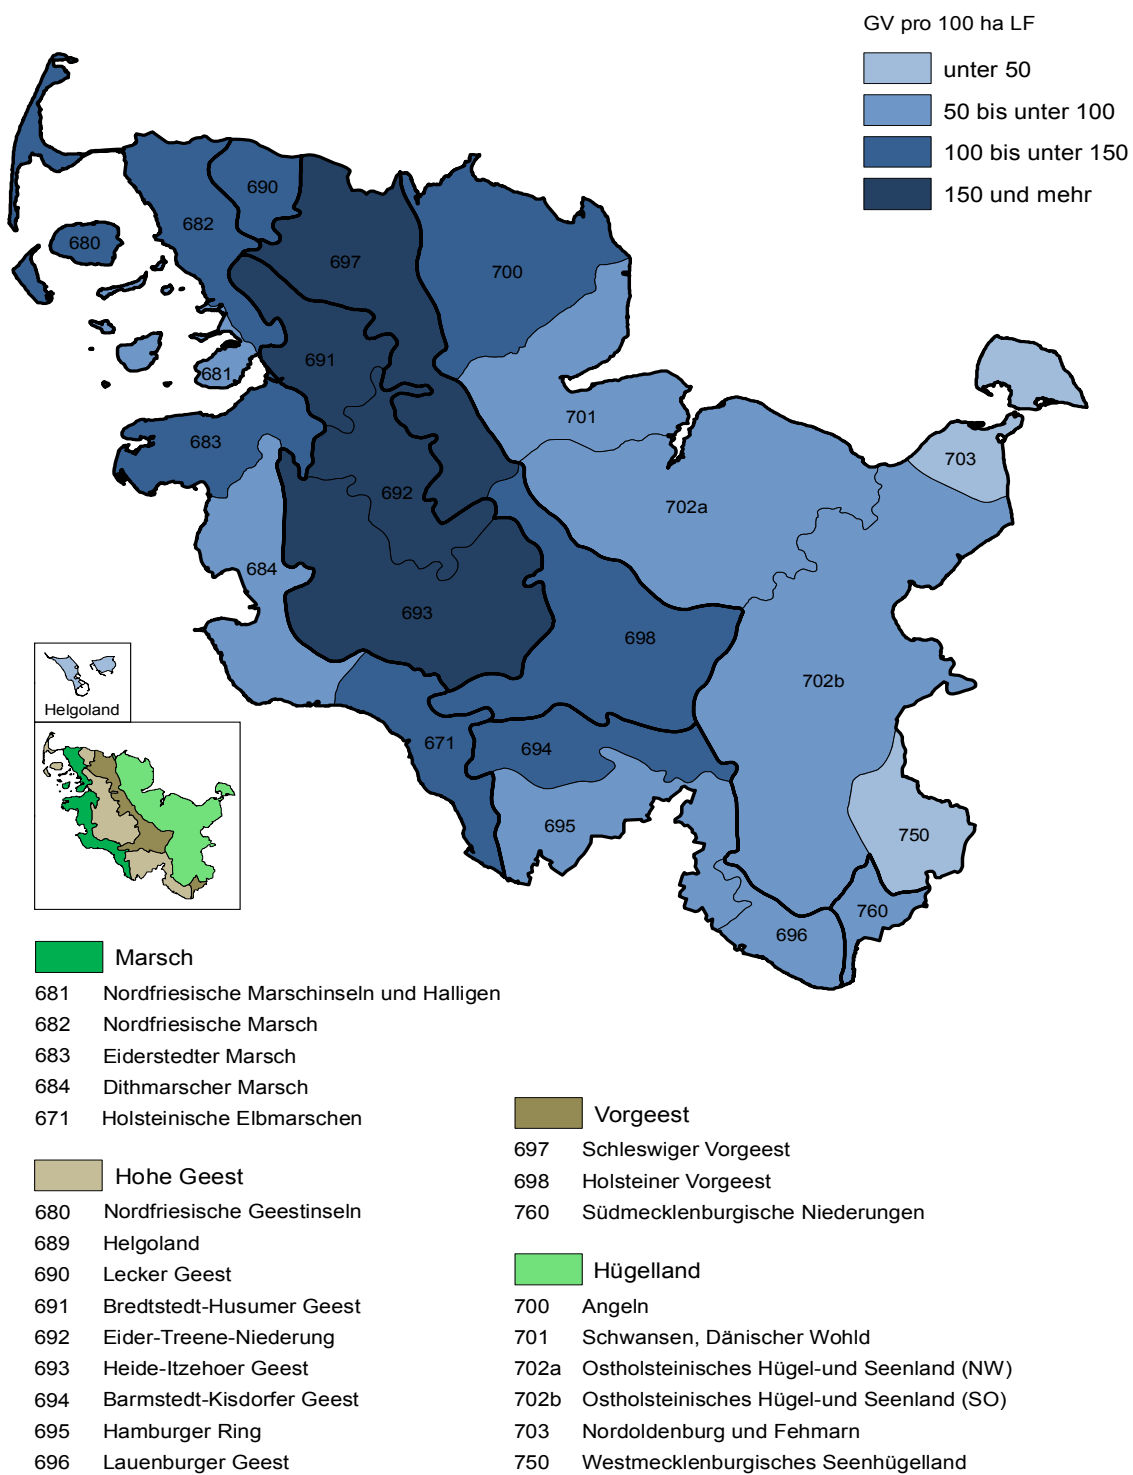 GV pro 100 ha LF
unter 50
50 bis unter 100
100 bis unter 150
150 und mehr
690
682
680
697
700
691
681
701
683
703
692
702a
684
693
698
702b
Helgoland
671
694
695
750
760
696
Marsch
681 Nordfriesische Marschinseln und Halligen
682 Nordfriesische Marsch
683 Eiderstedter Marsch
684 Dithmarscher Marsch
671 Holsteinische Elbmarschen
Hohe Geest
680 Nordfriesische Geestinseln
689 Helgoland
690 Lecker Geest
691 Bredtstedt-Husumer Geest
692 Eider-Treene-Niederung
693 Heide-Itzehoer Geest
694 Barmstedt-Kisdorfer Geest
695 Hamburger Ring
696 Lauenburger Geest
Vorgeest
697 Schleswiger Vorgeest
698 Holsteiner Vorgeest
760 Südmecklenburgische Niederungen
Hügelland
700 Angeln
701 Schwansen, Dänischer Wohld
702a Ostholsteinisches Hügel-und Seenland (NW)
702b Ostholsteinisches Hügel-und Seenland (SO)
703 Nordoldenburg und Fehmarn
750 Westmecklenburgisches Seenhügelland